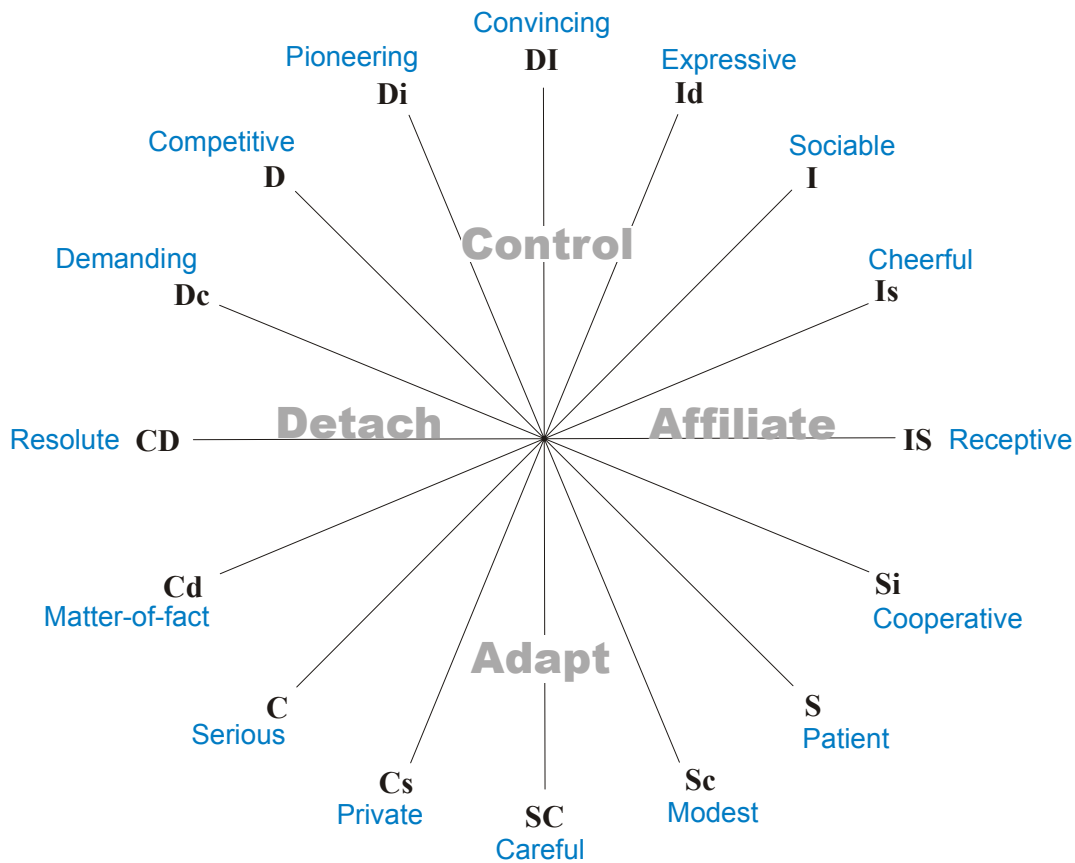 Convincing
DI
Pioneering
Di
Expressive
Id
Competitive
D
Sociable
I
Control
Demanding
Dc
Cheerful
Is
Detach
Affiliate
Resolute CD
IS Receptive
Cd
Matter-of-fact
Si
Cooperative
Adapt
C
Serious
S
Patient
Cs
Private
Sc
Modest
SC
Careful